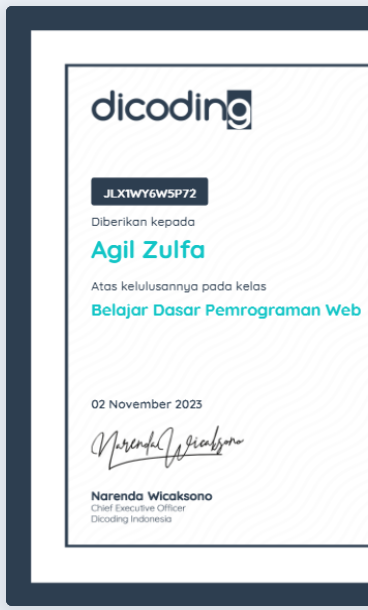 dicoding
JLX1WY6W5P72
Diberikan kepada
Agil Zulfa
Atas kelulusannya pada kelas
Belajar Dasar Pemrograman Web
02 November 2023
Narenda Wicaksono
Narenda Wicaksono
Chief Executive Officer
Dicoding Indonesia